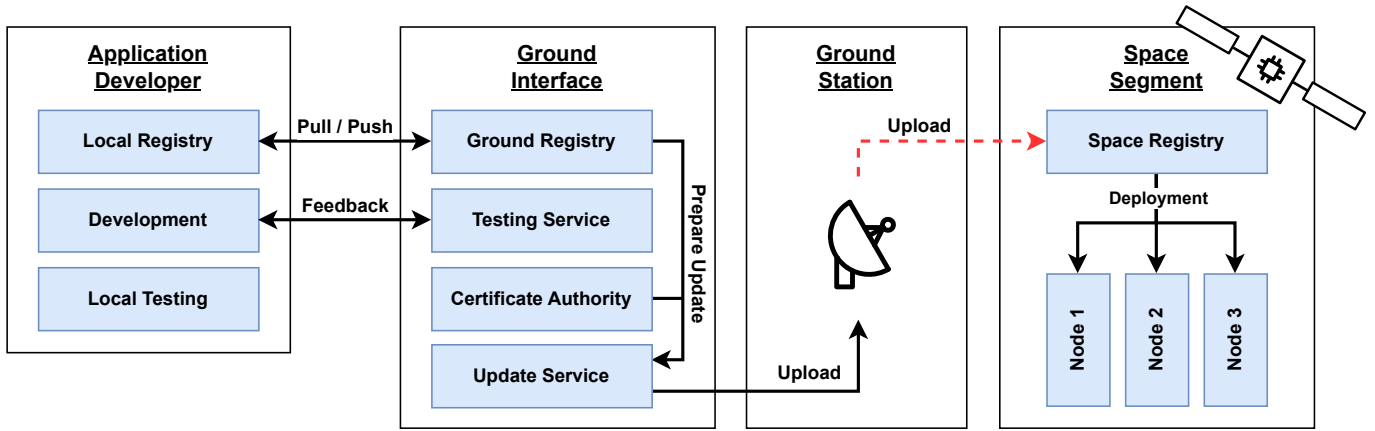 Application
Developer
Local Registry
Development
Local Testing
Pull / Push
Feedback
Ground
Interface
Ground Registry
Testing Service
Certificate Authority
Update Service
Prepare Update
Upload
Ground
Station
Upload
Space
Segment
Space Registry
Deployment
Node 1
Node 2
Node 3